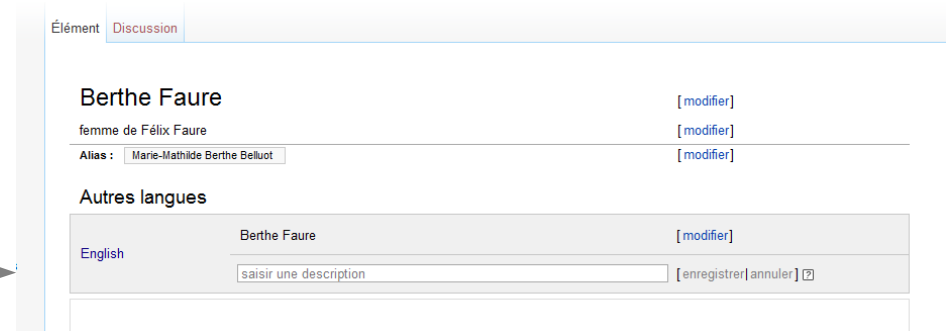 Élément Discussion
Berthe Faure [modifier]
femme de Félix Faure [modifier]
Alias : Marie-Mathilde Berthe Belluot [modifier]
Autres langues
Berthe Faure [modifier]
English
saisir une description [enregistrer|annuler] ?